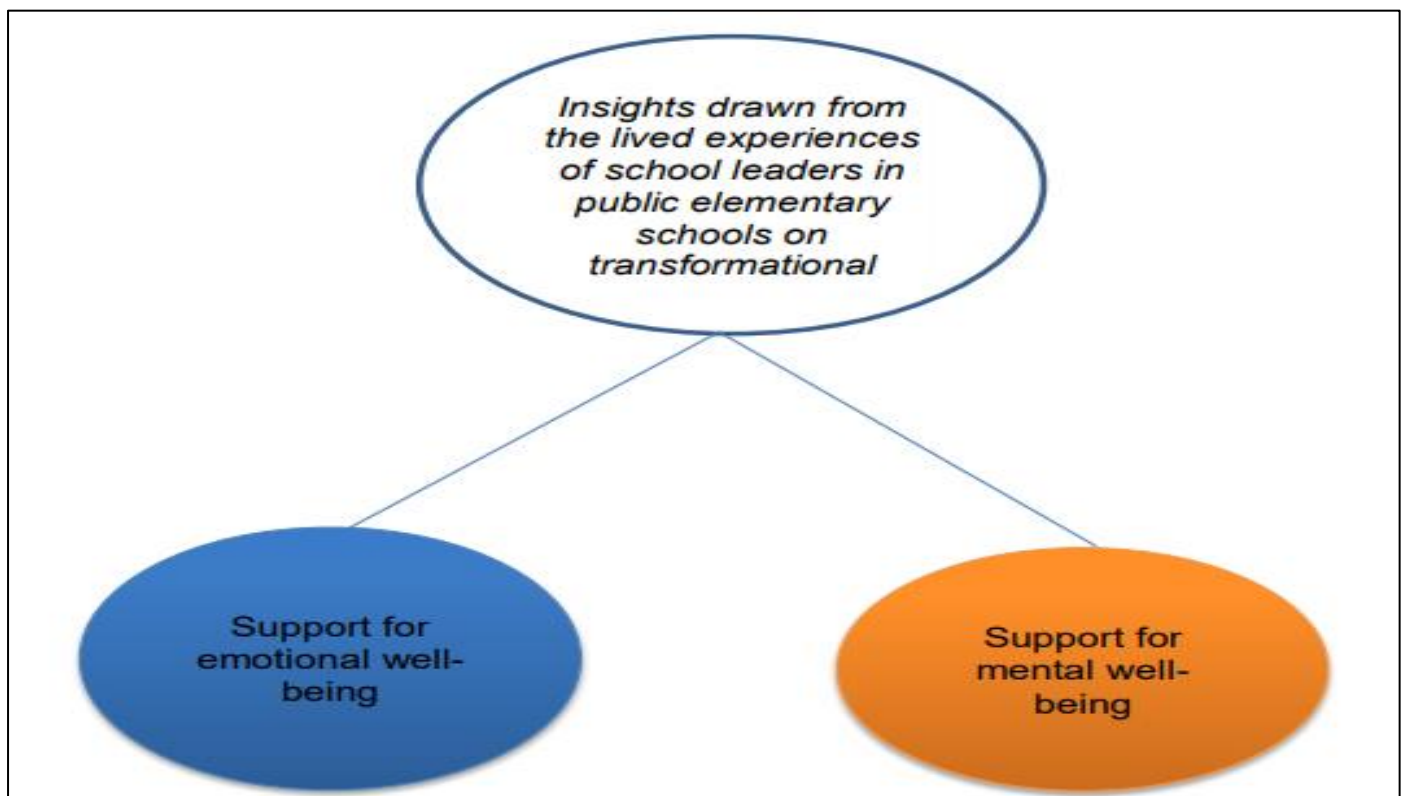 Insights drawn from
the lived experiences
of school leaders in
public elementary
schools on
transformational
Support for
emotional well-
being
Support for
mental well-
being